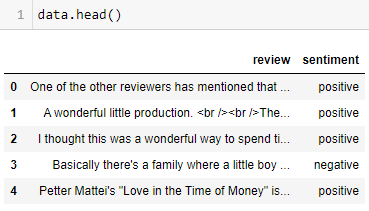 1 data.head()
review sentiment
0 One of the other reviewers has mentioned that ... positive
1 A wonderful little production. <br /><br />The... positive
2 I thought this was a wonderful way to spend ti... positive
3 Basically there's a family where a little boy ... negative
4 Petter Mattei's "Love in the Time of Money" is... positive